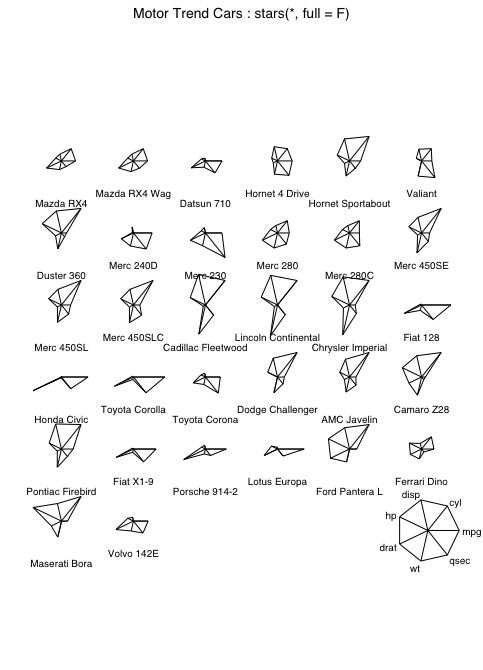 Motor Trend Cars : stars(*, full = F)
Mazda RX4
Mazda RX4 Wag
Datsun 710
Hornet 4 Drive
Hornet Sportabout
Valiant
Duster 360
Merc 240D
Merc 230
Merc 280
Merc 280C
Merc 450SE
Merc 450SL
Merc 450SLC
Cadillac Fleetwood
Lincoln Continental
Chrysler Imperial
Fiat 128
Honda Civic
Toyota Corolla
Toyota Corona
Dodge Challenger
AMC Javelin
Camaro Z28
Pontiac Firebird
Fiat X1-9
Porsche 914-2
Lotus Europa
Ford Pantera L
Ferrari Dino
Maserati Bora
Volvo 142E
disp
cyl
hp
mpg
drat
qsec
wt